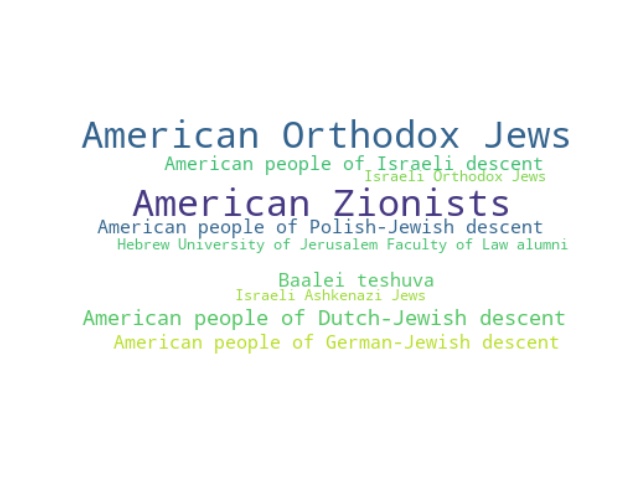 American Orthodox Jews
American people of Israeli descent
Israeli Orthodox Jews
American Zionists
American people of Polish-Jewish descent
Hebrew University of Jerusalem Faculty of Law alumni
Baalei teshuva
Israeli Ashkenazi Jews
American people of Dutch-Jewish descent
American people of German-Jewish descent